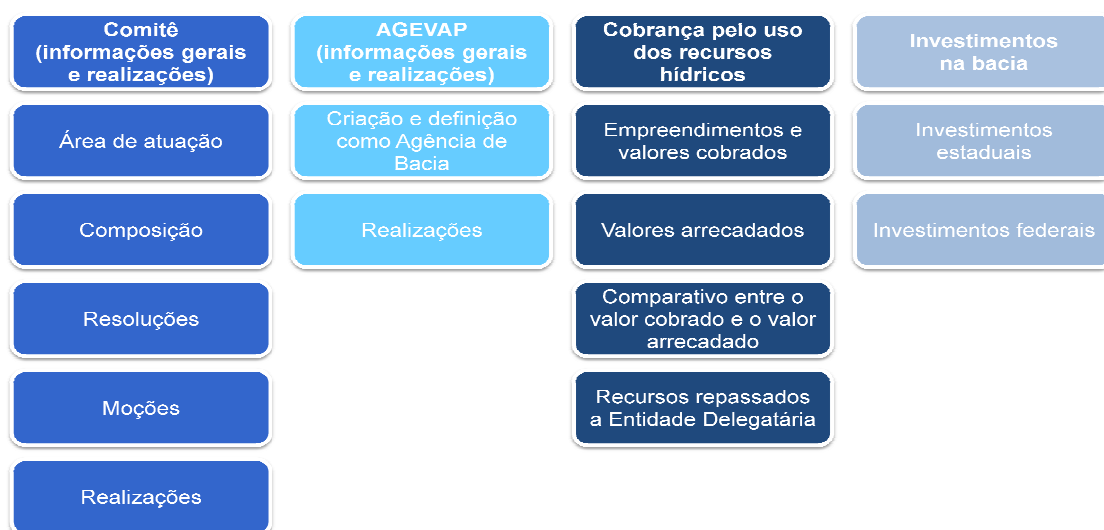 Comitê
(informações gerais
e realizações)
Área de atuação
Composição
Resoluções
Moções
Realizações
AGEVAP
(informações gerais
e realizações)
Criação e definição
como Agência de
Bacia
Realizações
Cobrança pelo uso
dos recursos
hídricos
Empreendimentos e
valores cobrados
Valores arrecadados
Comparativo entre o
valor cobrado e o valor
arrecadado
Recursos repassados
a Entidade Delegatária
Investimentos
na bacia
Investimentos
estaduais
Investimentos federais